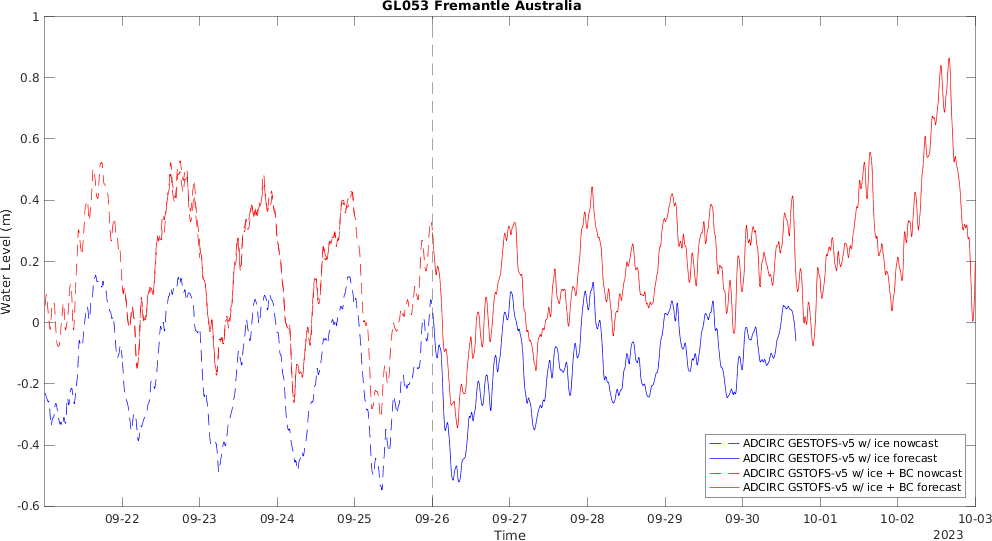 GL053 Fremantle Australia
1
0.8
0.6
0.4
0.2
0
-0.2
-0.4
-0.6
Water Level (m)
ADCIRC GESTOFS-v5 w/ ice nowcast
ADCIRC GESTOFS-v5 w/ ice forecast
ADCIRC GSTOFS-v5 w/ ice + BC nowcast
ADCIRC GSTOFS-v5 w/ ice + BC forecast
09-22 09-23 09-24 09-25 09-26 09-27 09-28 09-29 09-30 10-01 10-02 10-03
Time 2023